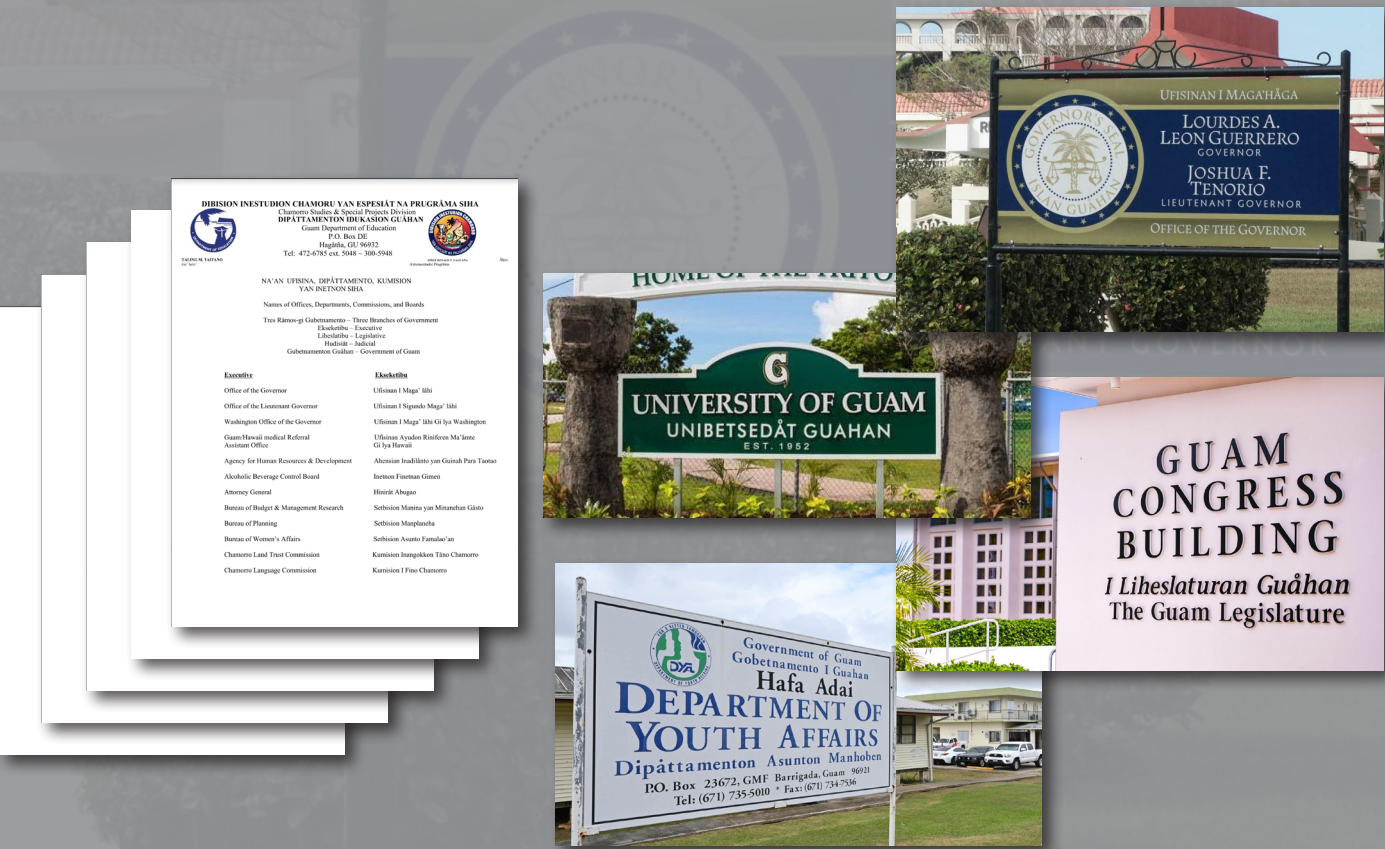 DIBISION INESTUDION CHAMORU YAN ESPESIÅT NA PRUGRÅMA SIHA
Chamorro Studies & Special Projects Division
DIPÅTTAMENTON IDUKASION GUÅHAN
Guam Department of Education
P.O. Box DE
Hagåtña, GU 96932
Tel: 472-6785 ext. 5048 ~ 300-5948
TALING M. TAITANO
NA'AN UFISINA, DIPÅTTAMENTO, KUMISION
YAN INETNON SIHA
Names of Offices, Departments, Commissions, and Boards
Tres Råmos-gi Gubetnamento – Three Branches of Government
Ekseketibu – Executive
Liheslatibu – Legislative
Hudisiåt – Judicial
Gubetnamenton Guåhan – Government of Guam
Executive Ekseketibu
Office of the Governor Ufisinan I Maga' låhi
Office of the Lieutenant Governor Ufisinan I Sigundo Maga' låhi
Washington Office of the Governor Ufisinan I Maga' låhi Gi Iya Washington
Guam/Hawaii medical Referral Ufisinan Ayudon Riniferen Ma'åmte
Assistant Office Gi Iya Hawaii
Agency for Human Resources & Development Ahensian Inadilånto yan Guinah Para Taotao
Alcoholic Beverage Control Board Inetnon Finetnan Gimen
Attorney General Hiniråt Abugao
Bureau of Budget & Management Research Setbision Manina yan Minanehan Gåsto
Bureau of Planning Setbision Manplaneha
Bureau of Women's Affairs Setbision Asunto Famalao'an
Chamorro Land Trust Commission Kumision Inangokkon Tåno Chamorro
Chamorro Language Commission Kumision I Fino Chamorro
HOME OF THE TRITO
G
UNIVERSITY OF GUAM
UNIBETSEDÅT GUAHAN
EST. 1952
GOVERNOR'S SEAL
ISLAN GUAHAN
UFISINAN I MAGA'HÅGA
LOURDES A.
LEON GUERRERO
GOVERNOR
JOSHUA F.
TENORIO
LIEUTENANT GOVERNOR
OFFICE OF THE GOVERNOR
GUAM
CONGRESS
BUILDING
I Liheslaturan Guåhan
The Guam Legislature
DYA
Government of Guam
Gobetnamento I Guahan
Hafa Adai
DEPARTMENT OF
YOUTH AFFAIRS
Dipåttamenton Asunton Manhoben
P.O. Box 23672, GMF Barrigada, Guam 96921
Tel: (671) 735-5010 * Fax: (671) 734-7536